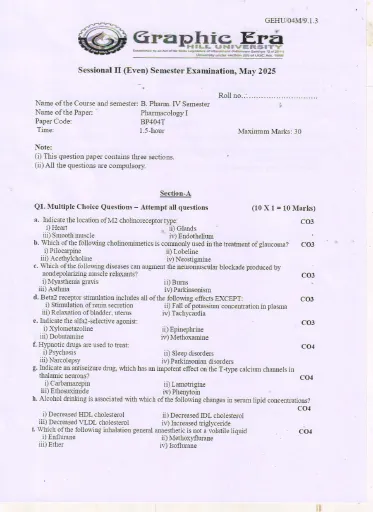 GEHU/04M/9.1.3
Graphic Era
HILL UNIVERSITY
Sessional II (Even) Semester Examination, May 2025
Roll no.:
Name of the Course and semester: B. Pharm. IV Semester
Name of the Paper: Pharmacology I
Paper Code: BP404T
Time: 1.5-hour Maximum Marks: 30
Note:
(i) This question paper contains three sections.
(ii) All the questions are compulsory.
Section-A
Q1. Multiple Choice Questions – Attempt all questions (10 X 1 = 10 Marks)
a. Indicate the location of M2 cholinoreceptor type: CO3
i) Heart ii) Glands
iii) Smooth muscle iv) Endothelium
b. Which of the following cholinomimetics is commonly used in the treatment of glaucoma? CO3
i) Pilocarpine ii) Lobeline
iii) Acethylcholine iv) Neostigmine
c. Which of the following diseases can augment the neuromuscular blockade produced by
nondepolarizing muscle relaxants? CO3
i) Myasthenia gravis ii) Burns
iii) Asthma iv) Parkinsonism
d. Beta2 receptor stimulation includes all of the following effects EXCEPT: CO3
i) Stimulation of renin secretion ii) Fall of potassium concentration in plasma
iii) Relaxation of bladder, uterus iv) Tachycardia
e. Indicate the alfa2-selective agonist: CO3
i) Xylometazoline ii) Epinephrine
iii) Dobutamine iv) Methoxamine
f. Hypnotic drugs are used to treat: CO4
i) Psychosis ii) Sleep disorders
iii) Narcolepsy iv) Parkinsonian disorders
g. Indicate an antiseizure drug, which has an impotent effect on the T-type calcium channels in
thalamic neurons? CO4
i) Carbamazepin ii) Lamotrigine
iii) Ethosuximide iv) Phenytoin
h. Alcohol drinking is associated with which of the following changes in serum lipid concentrations?
CO4
i) Decreased HDL cholesterol ii) Decreased IDL cholesterol
iii) Decreased VLDL cholesterol iv) Increased triglyceride
i. Which of the following inhalation general anaesthetic is not a volatile liquid CO4
i) Enflurane ii) Methoxyflurane
iii) Ether iv) Isoflurane